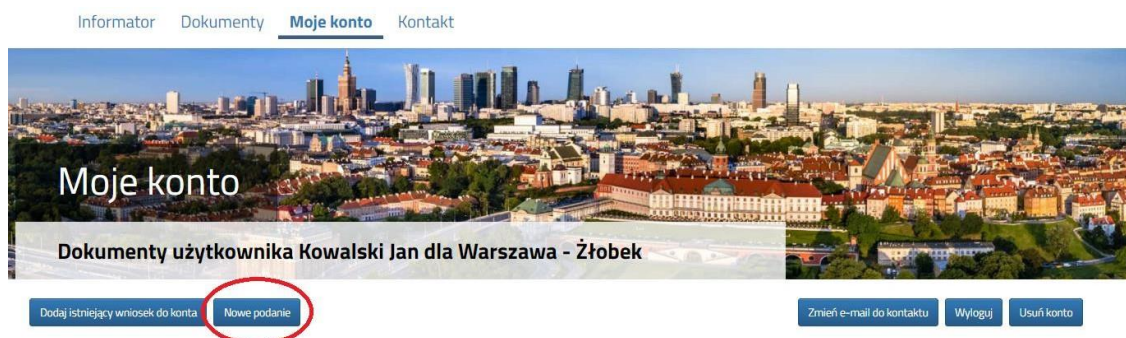 Informator Dokumenty Moje konto Kontakt
Moje konto
Dokumenty użytkownika Kowalski Jan dla Warszawa - Żłobek
Dodaj istniejący wniosek do konta Nowe podanie Zmień e-mail do kontaktu Wyloguj Usuń konto